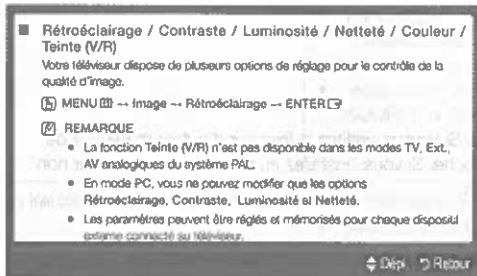 ■ Rétroéclairage / Contraste / Luminosité / Netteté / Couleur /
Teinte (V/R)
Votre téléviseur dispose de plusieurs options de réglage pour le contrôle de la
qualité d'image.
MENU → Image → Rétroéclairage → ENTER
REMARQUE
• La fonction Teinte (V/R) n'est pas disponible dans les modes TV, Ext.,
AV analogiques du système PAL.
• En mode PC, vous ne pouvez modifier que les options
Rétroéclairage, Contraste, Luminosité et Netteté.
• Les paramètres peuvent être réglés et mémorisés pour chaque dispositif
externe connecté au téléviseur.
Dépl. Retour